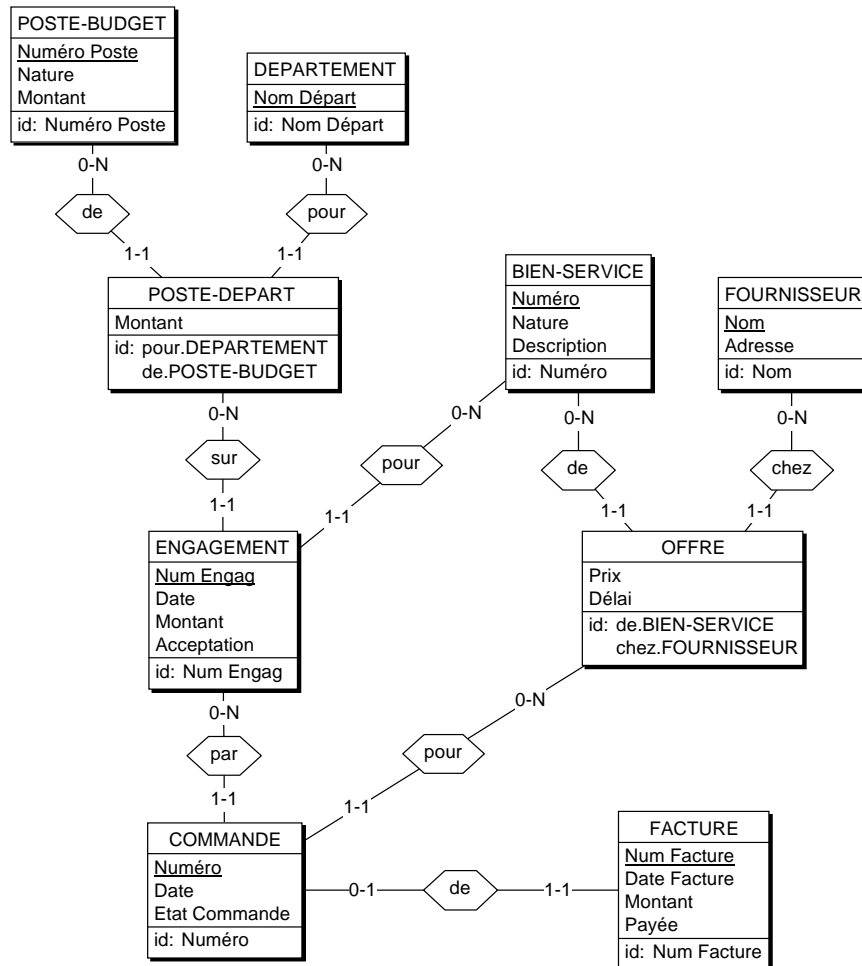 POSTE-BUDGET
Numéro Poste
Nature
Montant
id: Numéro Poste
DEPARTEMENT
Nom Départ
id: Nom Départ
0-N
0-N
de
pour
1-1
1-1
POSTE-DEPART
Montant
id: pour.DEPARTEMENT
de.POSTE-BUDGET
BIEN-SERVICE
Numéro
Nature
Description
id: Numéro
FOURNISSEUR
Nom
Adresse
id: Nom
0-N
0-N
0-N
0-N
sur
pour
de
chez
1-1
1-1
1-1
1-1
ENGAGEMENT
Num Engag
Date
Montant
Acceptation
id: Num Engag
OFFRE
Prix
Délai
id: de.BIEN-SERVICE
chez.FOURNISSEUR
0-N
0-N
par
pour
1-1
1-1
COMMANDE
Numéro
Date
Etat Commande
id: Numéro
0-1
de
1-1
FACTURE
Num Facture
Date Facture
Montant
Payée
id: Num Facture